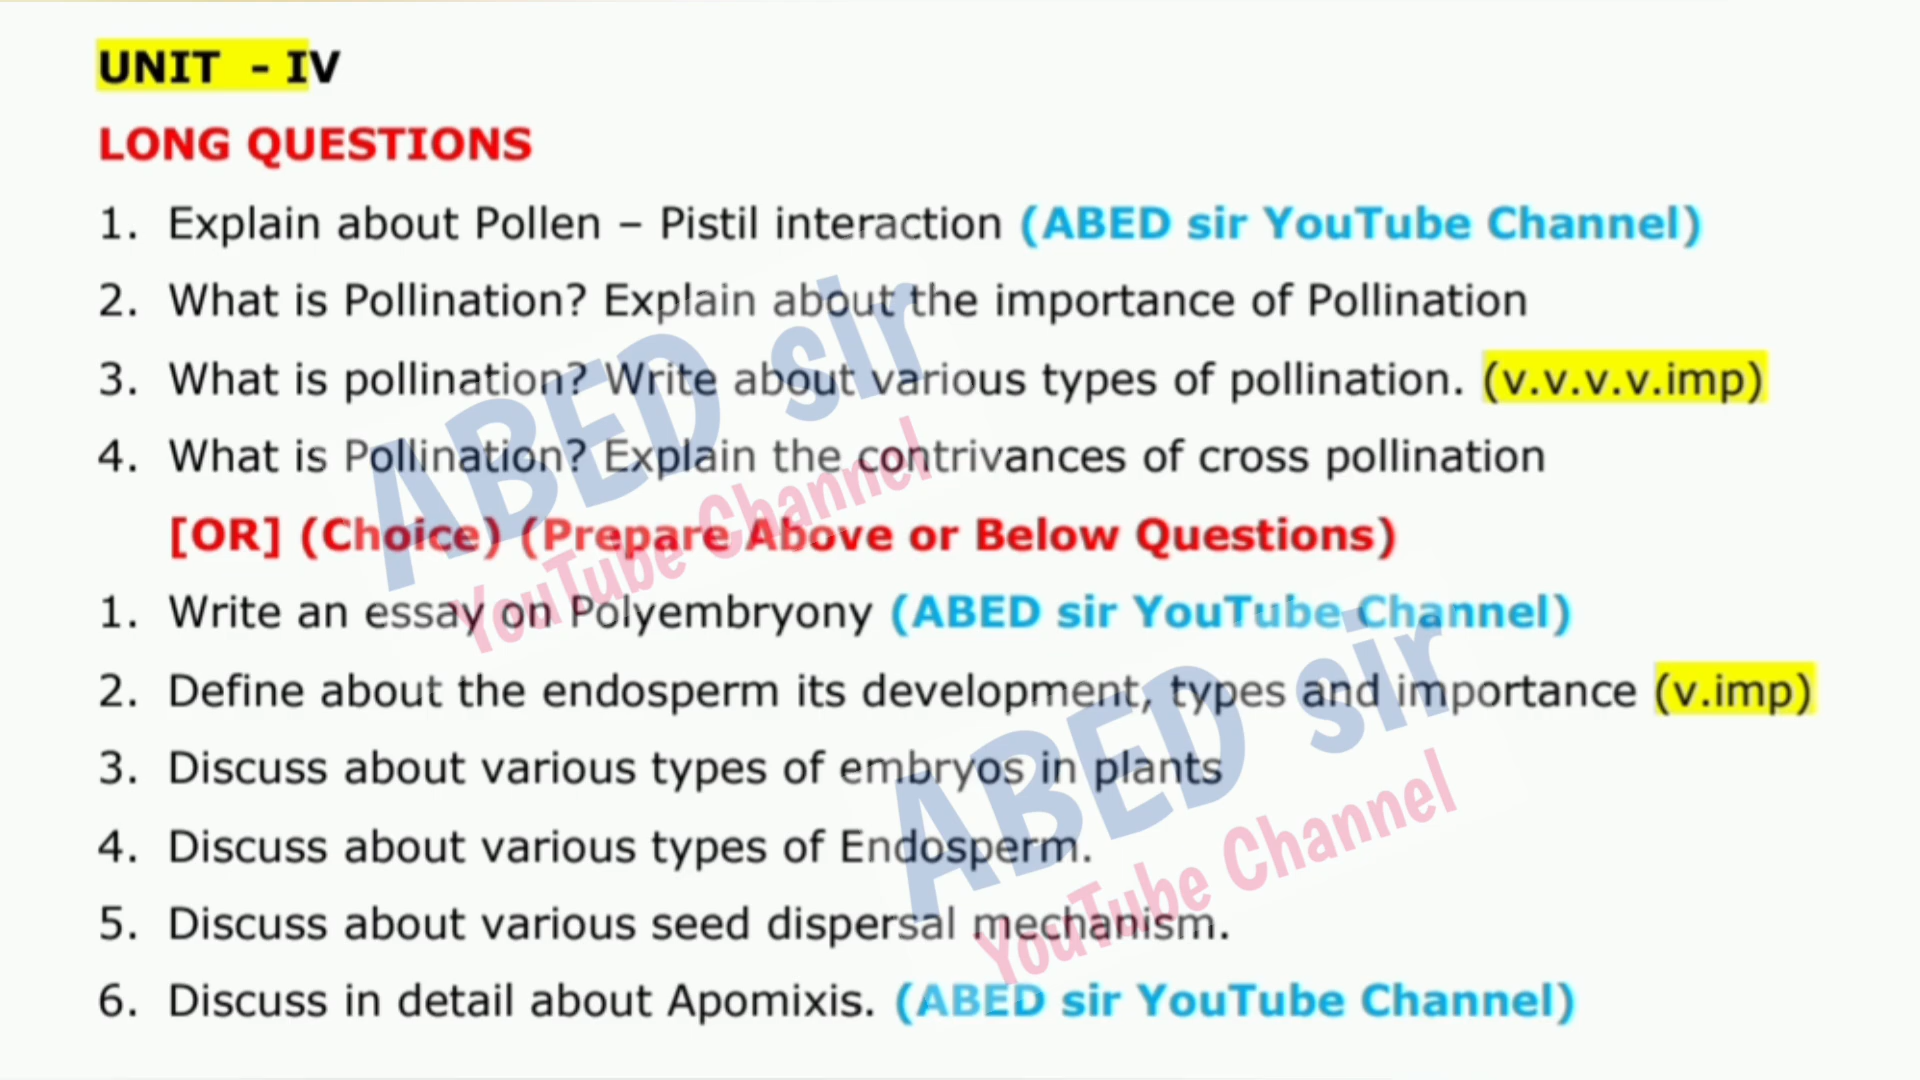 UNIT - IV
LONG QUESTIONS
1. Explain about Pollen – Pistil interaction (ABED sir YouTube Channel)
2. What is Pollination? Explain about the importance of Pollination
3. What is pollination? Write about various types of pollination. (v.v.v.v.imp)
4. What is Pollination? Explain the contrivances of cross pollination
[OR] (Choice) (Prepare Above or Below Questions)
1. Write an essay on Polyembryony (ABED sir YouTube Channel)
2. Define about the endosperm its development, types and importance (v.imp)
3. Discuss about various types of embryos in plants
4. Discuss about various types of Endosperm.
5. Discuss about various seed dispersal mechanism.
6. Discuss in detail about Apomixis. (ABED sir YouTube Channel)
ABED sir
YouTube Channel
ABED sir
YouTube Channel